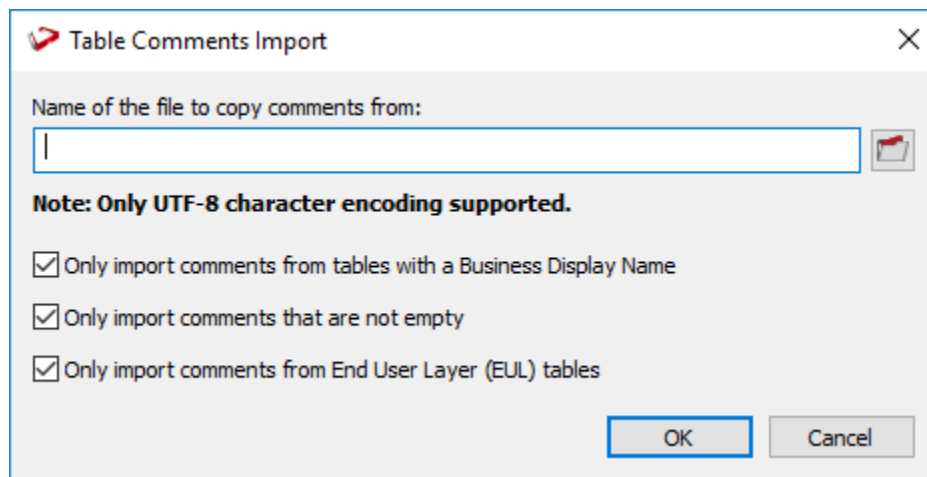 Table Comments Import
Name of the file to copy comments from:
Note: Only UTF-8 character encoding supported.
Only import comments from tables with a Business Display Name
Only import comments that are not empty
Only import comments from End User Layer (EUL) tables
OK Cancel